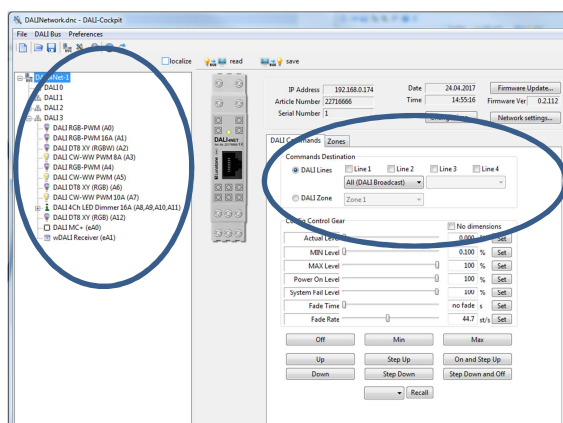 DALINetwork.dnc - DALI-Cockpit
File DALI Bus Preferences
localize
read
save
DALINet-1
DALI 0
DALI 1
DALI 2
DALI 3
DALI RGB-PWM (A0)
RGB-PWM 16A (A1)
DALI DT8 XY (RGBW) (A2)
DALI CW-WW PWM 8A (A3)
DALI RGB-PWM (A4)
DALI CW-WW PWM (A5)
DALI DT8 XY (RGB) (A6)
DALI CW-WW PWM 10A (A7)
DALI 4Ch LED Dimmer 16A (A8,A9,A10,A11)
DALI DT8 XY (RGB) (A12)
DALI MC+ (eA0)
wDALI Receiver (eA1)
Lunatone
IP Address 192.168.0.174
Date 24.04.2017
Firmware Update...
Article Number 22716666
Time 14:55:16
Firmware Ver 0.2.112
Serial Number 1
Network settings...
DALI Commands Zones
Commands Destination
DALI Lines Line 1 Line 2 Line 3 Line 4
All (DALI Broadcast)
DALI Zone Zone 1
Config Control Gear
No dimensions
Actual Level 0.000 % Set
MIN Level 0.100 % Set
MAX Level 100 % Set
Power On Level 100 % Set
System Fail Level 100 % Set
Fade Time no fade s Set
Fade Rate 44.7 st/s Set
Off Min Max
Up Step Up On and Step Up
Down Step Down Step Down and Off
Recall